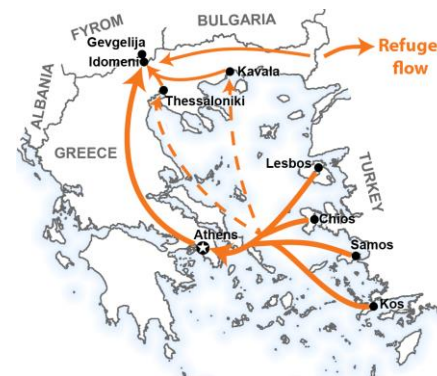 BULGARIA
FYROM
Gevgelija
Idomeni
Refuge
flow
Kavala
ALBANIA
Thessaloniki
GREECE
Lesbos
TURKEY
Chios
Athens
Samos
Kos